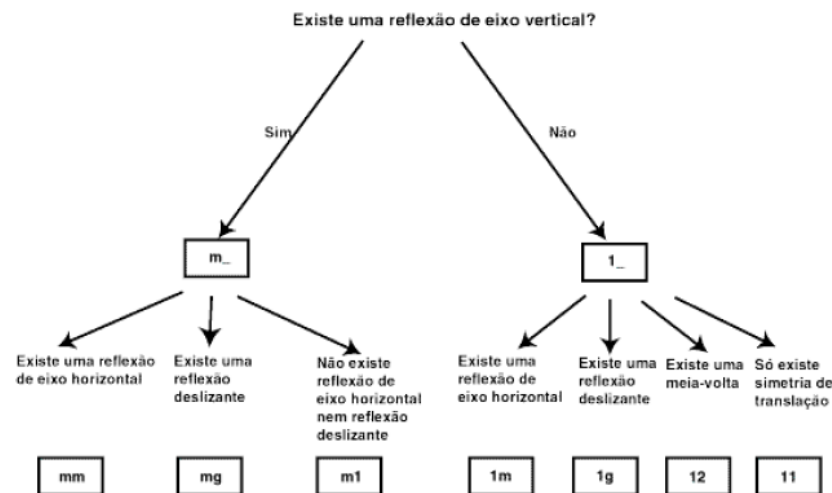 Existe uma reflexão de eixo vertical?
Sim
Não
m_
1_
Existe uma reflexão
de eixo horizontal
Existe uma
reflexão
deslizante
Não existe
reflexão de
eixo horizontal
nem reflexão
deslizante
Existe uma
reflexão de
eixo horizontal
Existe uma
reflexão
deslizante
Existe uma
meia-volta
Só existe
simetria de
translação
mm
mg
m1
1m
1g
12
11